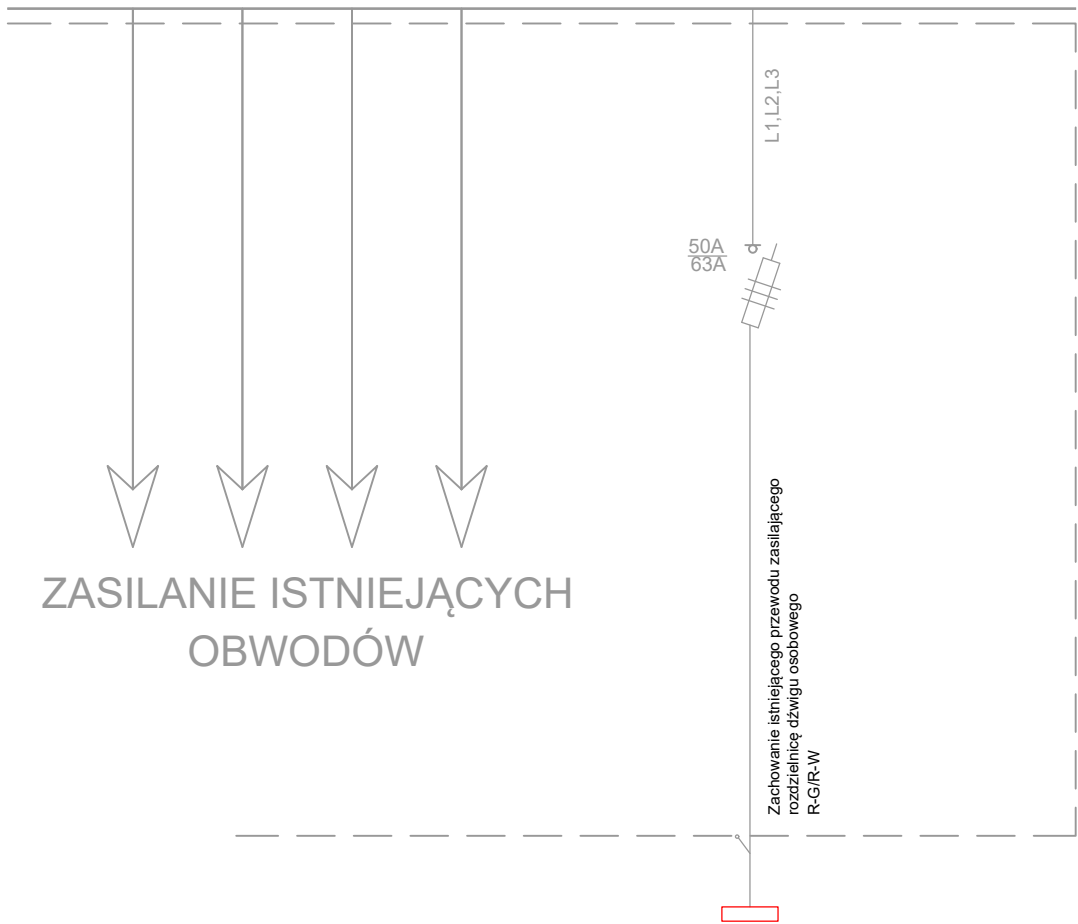 L1,L2,L3
50A
63A
ZASILANIE ISTNIEJĄCYCH
OBWODÓW
Zachowanie istniejącego przewodu zasilającego
rozdzielnicę dźwigu osobowego
R-G/R-W